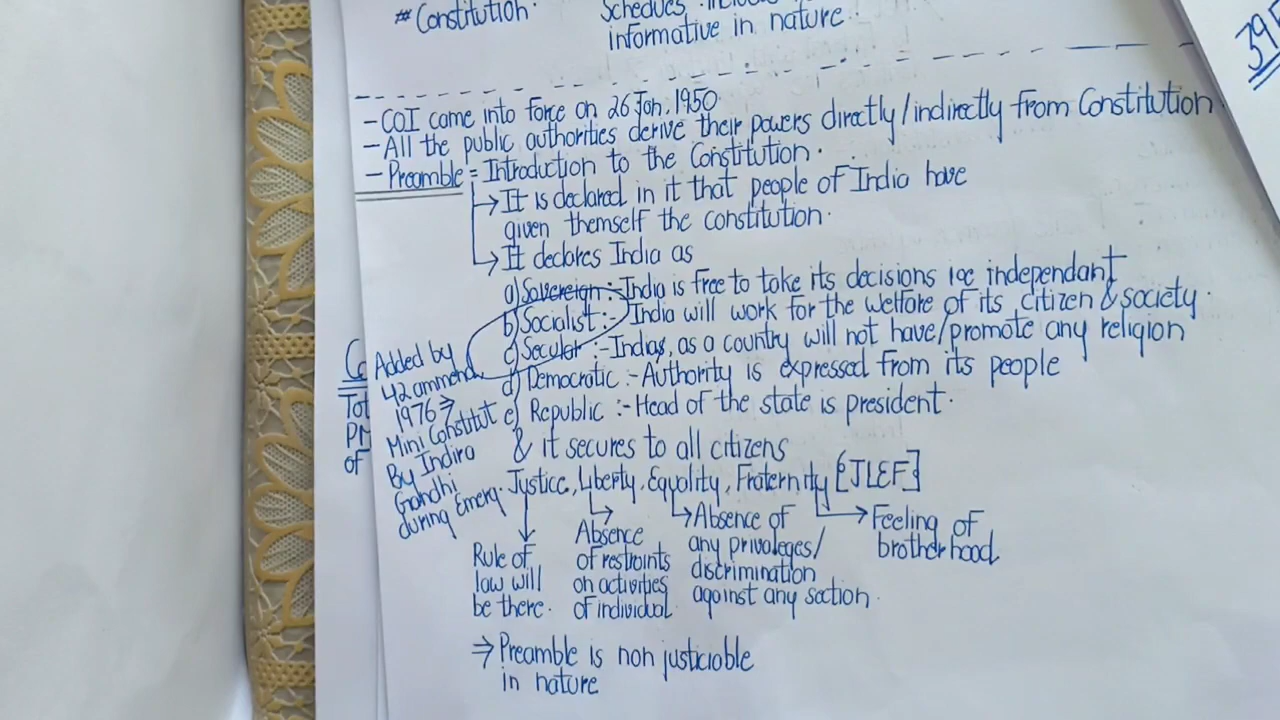 # Constitution.
informative in nature.
39
- COI came into force on 26 Jan, 1950
- All the public authorities derive their powers directly/indirectly from Constitution.
- Preamble = Introduction to the Constitution.
→ It is declared in it that people of India have
given themself the constitution.
→ It declares India as
a) Sovereign :- India is free to take its decisions i.e independant
b) Socialist :- India will work for the welfare of its citizen & society.
c) Secular :- India, as a country will not have/promote any religion
d) Democratic :- Authority is expressed from its people
e) Republic :- Head of the state is president.
Added by
42 ammend.
1976 →
Mini Constitut
By Indira
Gandhi
during Emerg.
& it secures to all citizens
Justice, Liberty, Equality, Fraternity [JLEF]
→ Feeling of
brotherhood
→ Absence of
any privaleges/
discrimination
against any section.
Absence
of restraints
on activities
of individual
Rule of
law will
be there.
⇒ Preamble is non justiciable
in nature
Tot
of